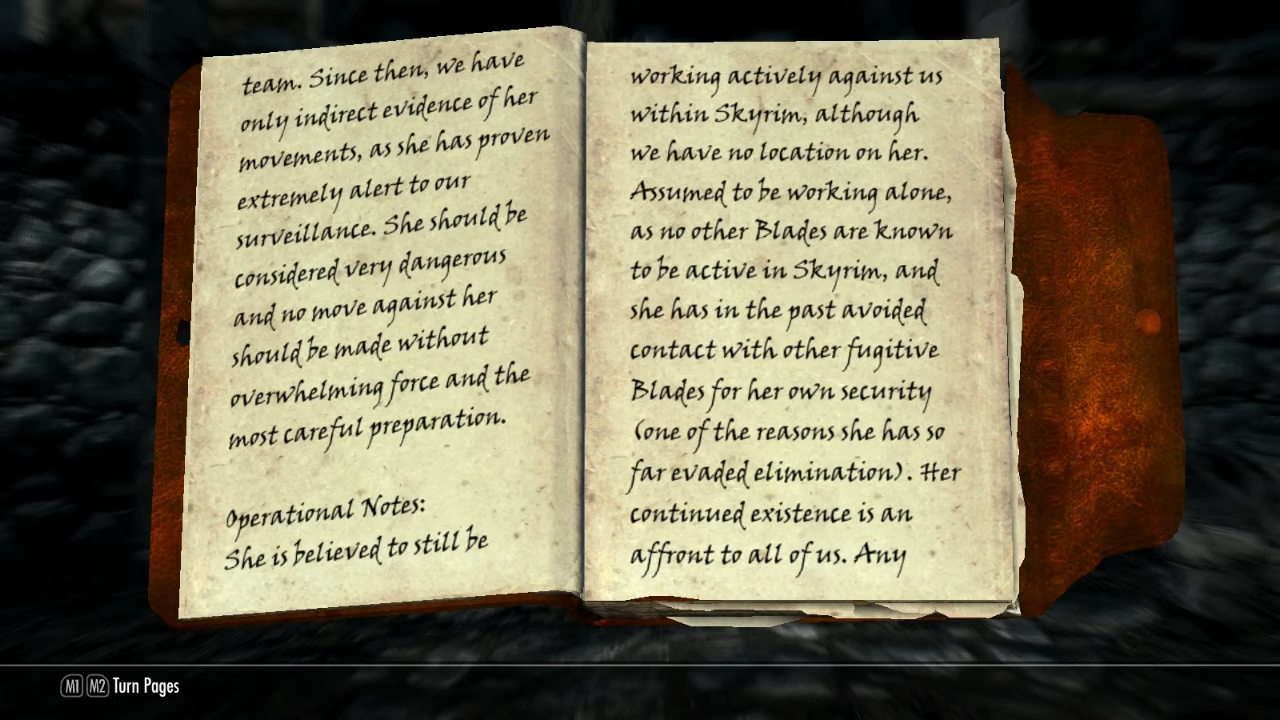 team. Since then, we have
only indirect evidence of her
movements, as she has proven
extremely alert to our
surveillance. She should be
considered very dangerous
and no move against her
should be made without
overwhelming force and the
most careful preparation.
Operational Notes:
She is believed to still be
working actively against us
within Skyrim, although
we have no location on her.
Assumed to be working alone,
as no other Blades are known
to be active in Skyrim, and
she has in the past avoided
contact with other fugitive
Blades for her own security
(one of the reasons she has so
far evaded elimination). Her
continued existence is an
affront to all of us. Any
M1 M2 Turn Pages